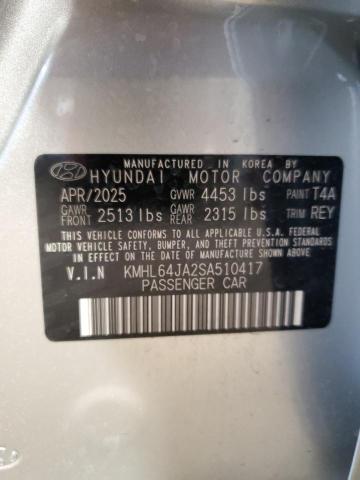 MANUFACTURED IN KOREA BY
HYUNDAI MOTOR COMPANY
APR/2025 GVWR 4453 lbs PAINT T4A
GAWR FRONT 2513 lbs GAWR REAR 2315 lbs TRIM REY
THIS VEHICLE CONFORMS TO ALL APPLICABLE U.S.A. FEDERAL
MOTOR VEHICLE SAFETY, BUMPER, AND THEFT PREVENTION STANDARDS
IN EFFECT ON THE DATE OF MANUFACTURE SHOWN ABOVE.
V.I.N KMHL64JA2SA510417
PASSENGER CAR